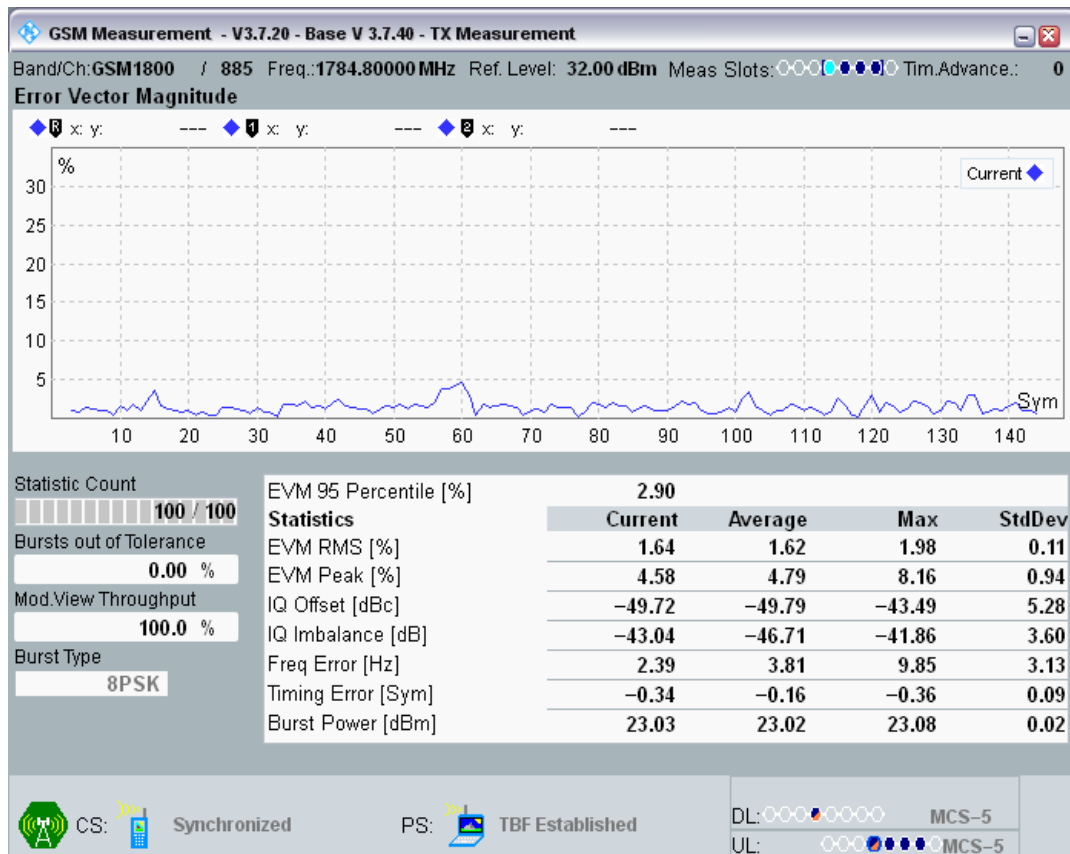 GSM Measurement - V3.7.20 - Base V 3.7.40 - TX Measurement
Band/Ch:GSM1800 / 885 Freq.:1784.80000 MHz Ref. Level: 32.00 dBm Meas Slots: Tim.Advance.: 0
Error Vector Magnitude
R x: y: --- 1 x: y: --- 2 x: y: ---
%
Current
30
25
20
15
10
5
Sym
10 20 30 40 50 60 70 80 90 100 110 120 130 140
Statistic Count
100 / 100
Bursts out of Tolerance
0.00 %
Mod.View Throughput
100.0 %
Burst Type
8PSK
EVM 95 Percentile [%] 2.90
Statistics Current Average Max StdDev
EVM RMS [%] 1.64 1.62 1.98 0.11
EVM Peak [%] 4.58 4.79 8.16 0.94
IQ Offset [dBc] −49.72 −49.79 −43.49 5.28
IQ Imbalance [dB] −43.04 −46.71 −41.86 3.60
Freq Error [Hz] 2.39 3.81 9.85 3.13
Timing Error [Sym] −0.34 −0.16 −0.36 0.09
Burst Power [dBm] 23.03 23.02 23.08 0.02
CS: Synchronized PS: TBF Established
DL: MCS−5
UL: MCS−5